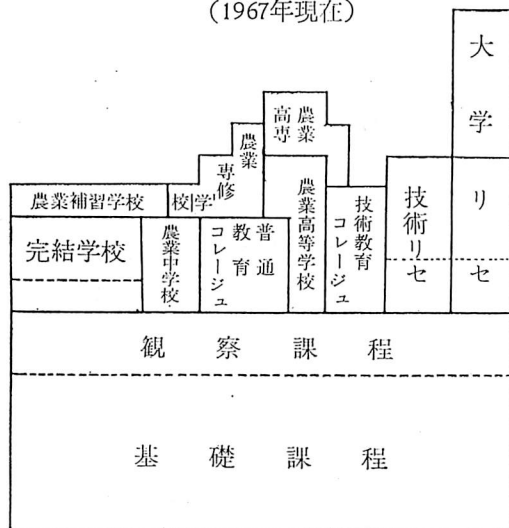 (1967年現在)
大学
農業高専
農業専修学校
農業補習学校
完結学校
農業中学校
普通教育コレージュ
農業高等学校
技術教育コレージュ
技術リセ
リセ
観察課程
基礎課程